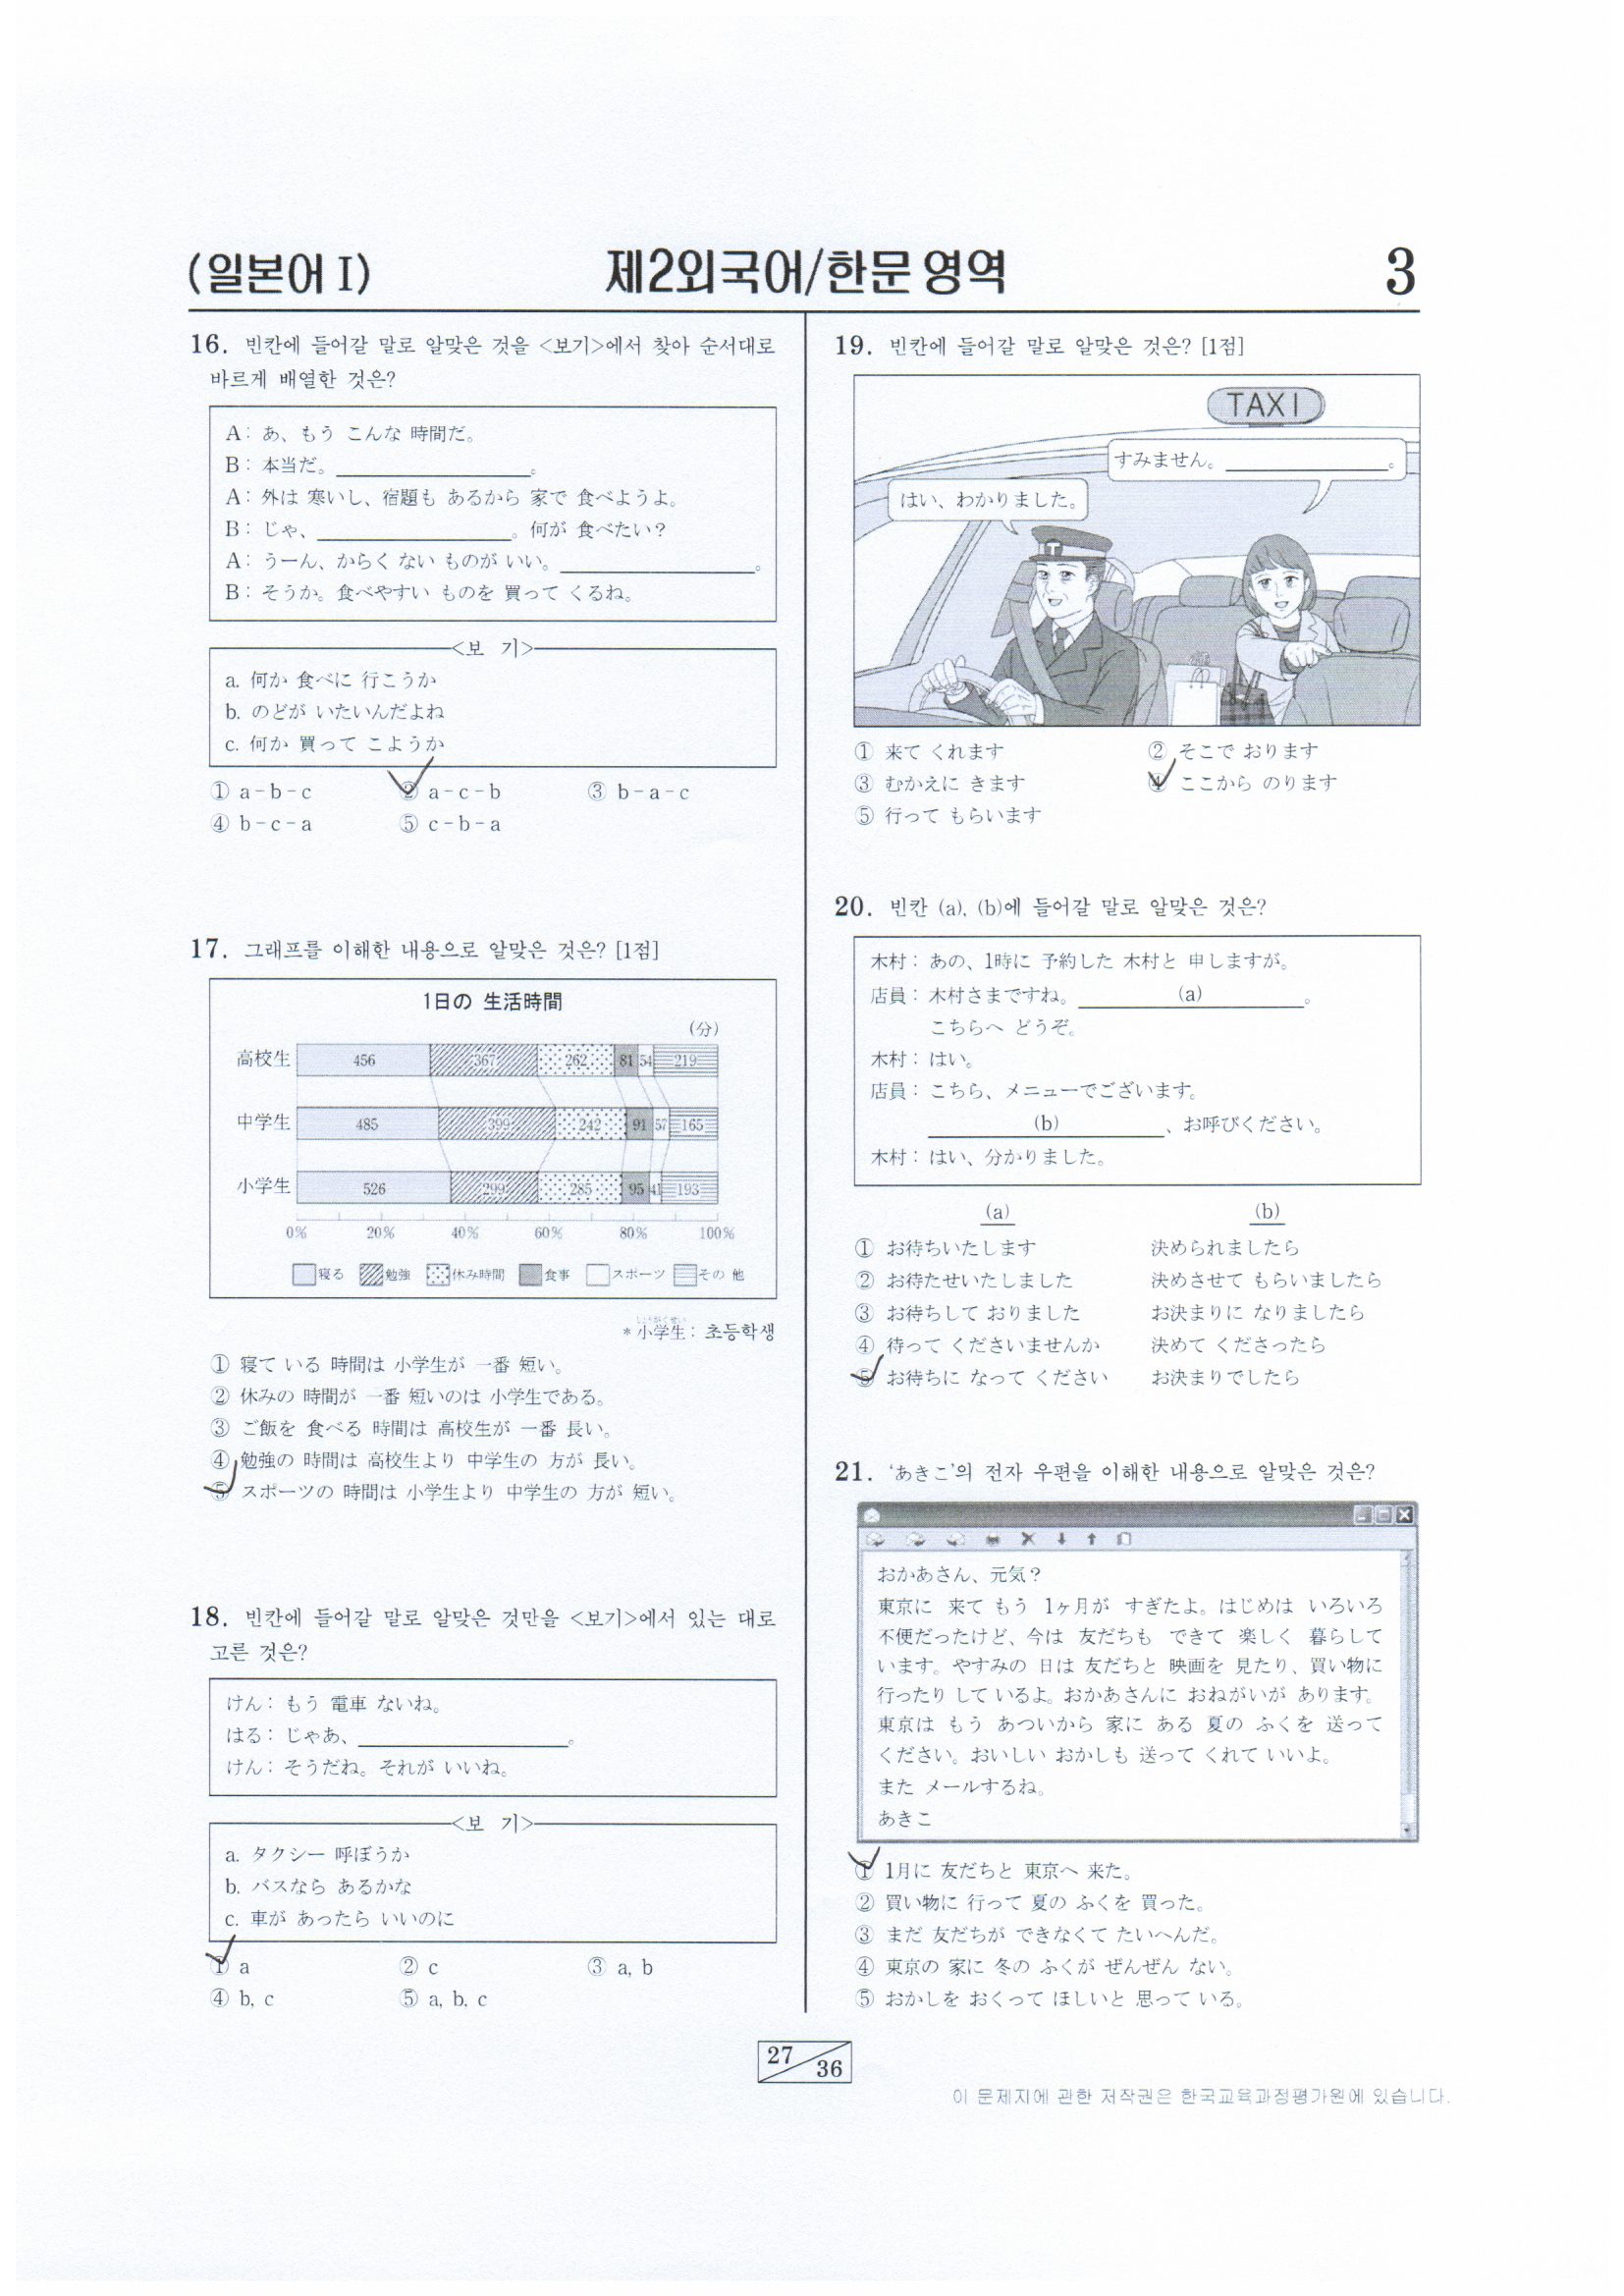 (일본어 I)
제2외국어/한문 영역
3
16. 빈칸에 들어갈 말로 알맞은 것을 <보기>에서 찾아 순서대로
바르게 배열한 것은?
A: あ、もう こんな 時間だ。
B: 本当だ。____________。
A: 外は 寒いし、宿題も あるから 家で 食べようよ。
B: じゃ、____________。何が 食べたい？
A: うーん、からく ない ものが いい。____________。
B: そうか。食べやすい ものを 買って くるね。
<보 기>
a. 何か 食べに 行こうか
b. のどが いたいんだよね
c. 何か 買って こようか
① a-b-c ② a-c-b ③ b-a-c
④ b-c-a ⑤ c-b-a
17. 그래프를 이해한 내용으로 알맞은 것은? [1점]
1日の 生活時間
(分)
高校生 456 367 262 81 54 219
中学生 485 399 242 91 57 165
小学生 526 299 285 95 41 193
0% 20% 40% 60% 80% 100%
寝る 勉強 休み時間 食事 スポーツ その 他
しょうがくせい
*小学生: 초등학생
① 寝て いる 時間は 小学生が 一番 短い。
② 休みの 時間が 一番 短いのは 小学生である。
③ ご飯を 食べる 時間は 高校生が 一番 長い。
④ 勉強の 時間は 高校生より 中学生の 方が 長い。
⑤ スポーツの 時間は 小学生より 中学生の 方が 短い。
18. 빈칸에 들어갈 말로 알맞은 것만을 <보기>에서 있는 대로
고른 것은?
けん: もう 電車 ないね。
はる: じゃあ、____________。
けん: そうだね。それが いいね。
<보 기>
a. タクシー 呼ぼうか
b. バスなら あるかな
c. 車が あったら いいのに
① a ② c ③ a, b
④ b, c ⑤ a, b, c
19. 빈칸에 들어갈 말로 알맞은 것은? [1점]
TAXI
すみません。____________。
はい、わかりました。
T
① 来て くれます ② そこで おります
③ むかえに きます ④ ここから のります
⑤ 行って もらいます
20. 빈칸 (a), (b)에 들어갈 말로 알맞은 것은?
木村: あの、1時に 予約した 木村と 申しますが。
店員: 木村さまですね。____(a)____。
こちらへ どうぞ。
木村: はい。
店員: こちら、メニューでございます。
____(b)____、お呼びください。
木村: はい、分かりました。
(a) (b)
① お待ちいたします 決められましたら
② お待たせいたしました 決めさせて もらいましたら
③ お待ちして おりました お決まりに なりましたら
④ 待って くださいませんか 決めて くださったら
⑤ お待ちに なって ください お決まりでしたら
21. ‘あきこ’의 전자 우편을 이해한 내용으로 알맞은 것은?
おかあさん、元気？
東京に 来て もう 1ヶ月が すぎたよ。はじめは いろいろ
不便だったけど、今は 友だちも できて 楽しく 暮らして
います。やすみの 日は 友だちと 映画を 見たり、買い物に
行ったり して いるよ。おかあさんに おねがいが あります。
東京は もう あついから 家に ある 夏の ふくを 送って
ください。おいしい おかしも 送って くれて いいよ。
また メールするね。
あきこ
① 1月に 友だちと 東京へ 来た。
② 買い物に 行って 夏の ふくを 買った。
③ まだ 友だちが できなくて たいへんだ。
④ 東京の 家に 冬の ふくが ぜんぜん ない。
⑤ おかしを おくって ほしいと 思って いる。
27 36
이 문제지에 관한 저작권은 한국교육과정평가원에 있습니다.